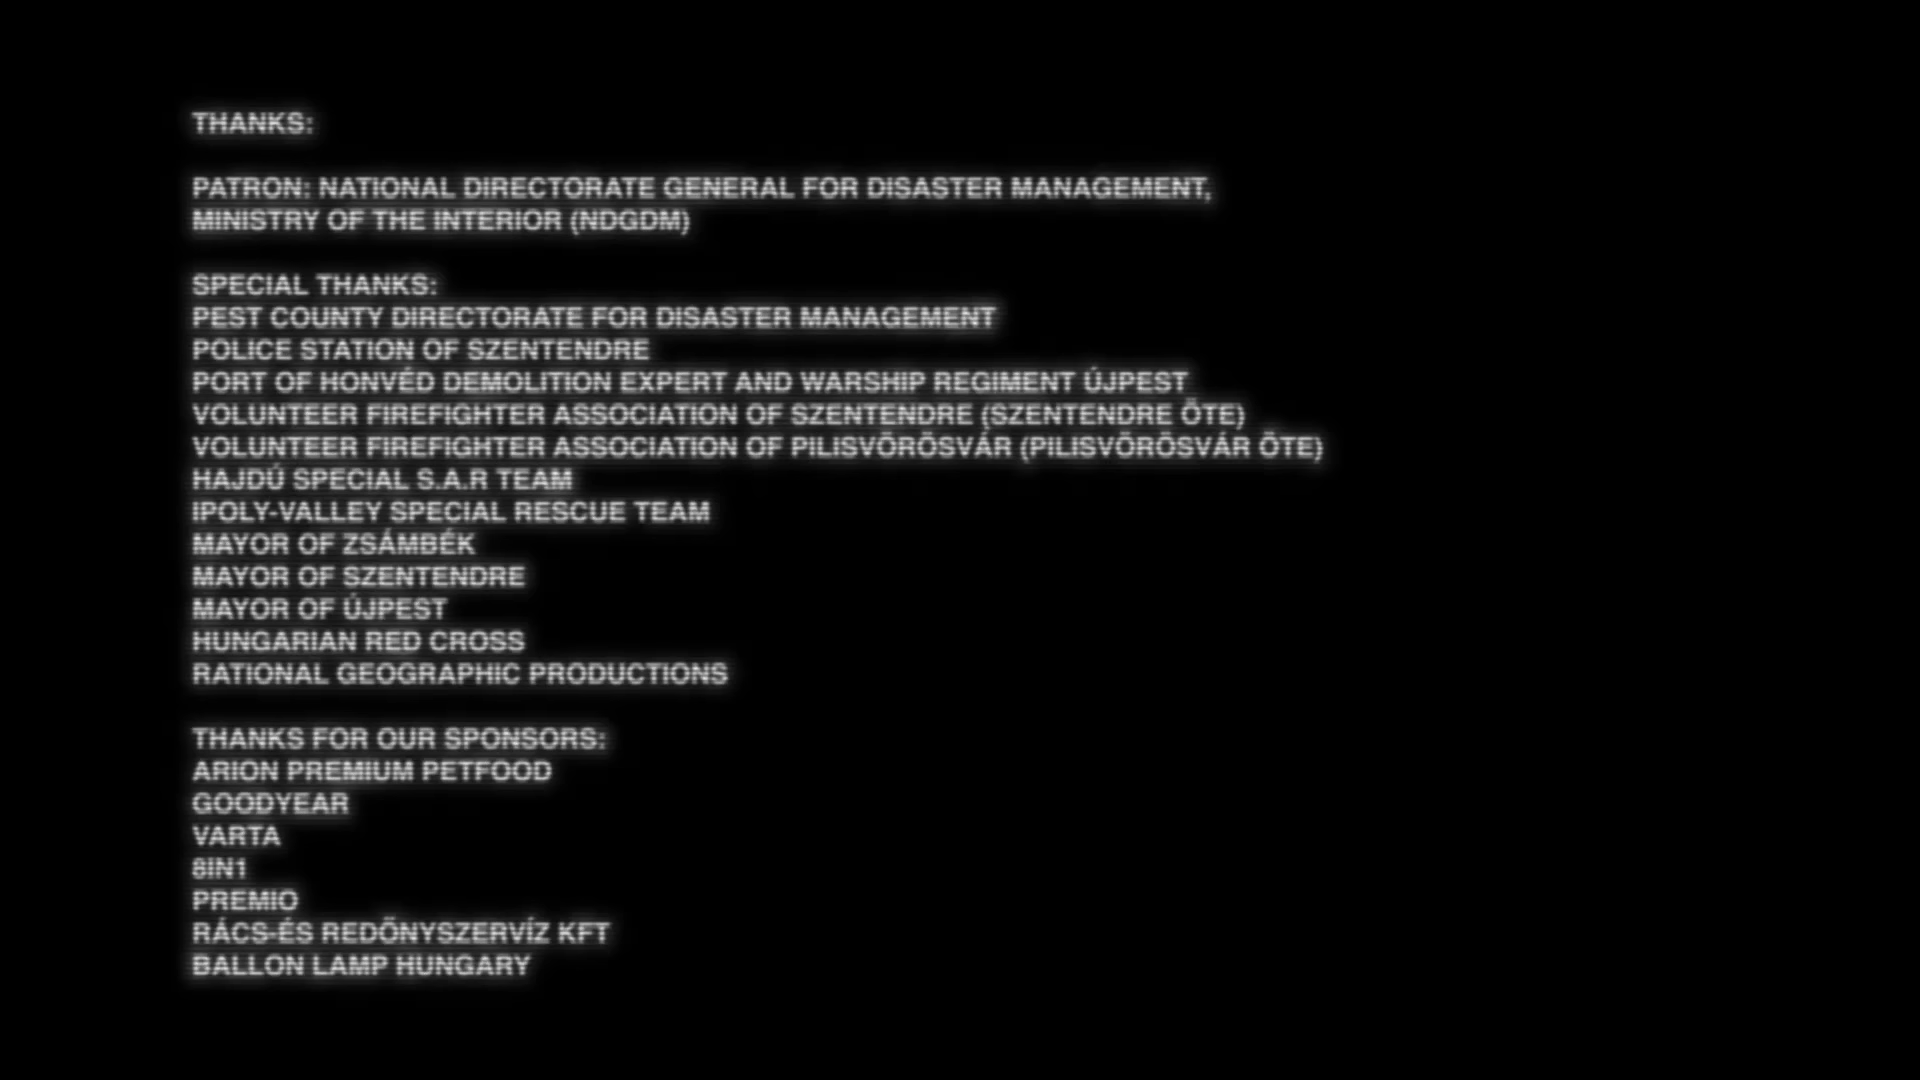 THANKS:
PATRON: NATIONAL DIRECTORATE GENERAL FOR DISASTER MANAGEMENT,
MINISTRY OF THE INTERIOR (NDGDM)
SPECIAL THANKS:
PEST COUNTY DIRECTORATE FOR DISASTER MANAGEMENT
POLICE STATION OF SZENTENDRE
PORT OF HONVÉD DEMOLITION EXPERT AND WARSHIP REGIMENT ÚJPEST
VOLUNTEER FIREFIGHTER ASSOCIATION OF SZENTENDRE (SZENTENDRE ÖTE)
VOLUNTEER FIREFIGHTER ASSOCIATION OF PILISVÖRÖSVÁR (PILISVÖRÖSVÁR ÖTE)
HAJDÚ SPECIAL S.A.R TEAM
IPOLY-VALLEY SPECIAL RESCUE TEAM
MAYOR OF ZSÁMBÉK
MAYOR OF SZENTENDRE
MAYOR OF ÚJPEST
HUNGARIAN RED CROSS
RATIONAL GEOGRAPHIC PRODUCTIONS
THANKS FOR OUR SPONSORS:
ARION PREMIUM PETFOOD
GOODYEAR
VARTA
8IN1
PREMIO
RÁCS-ÉS REDŐNYSZERVÍZ KFT
BALLON LAMP HUNGARY